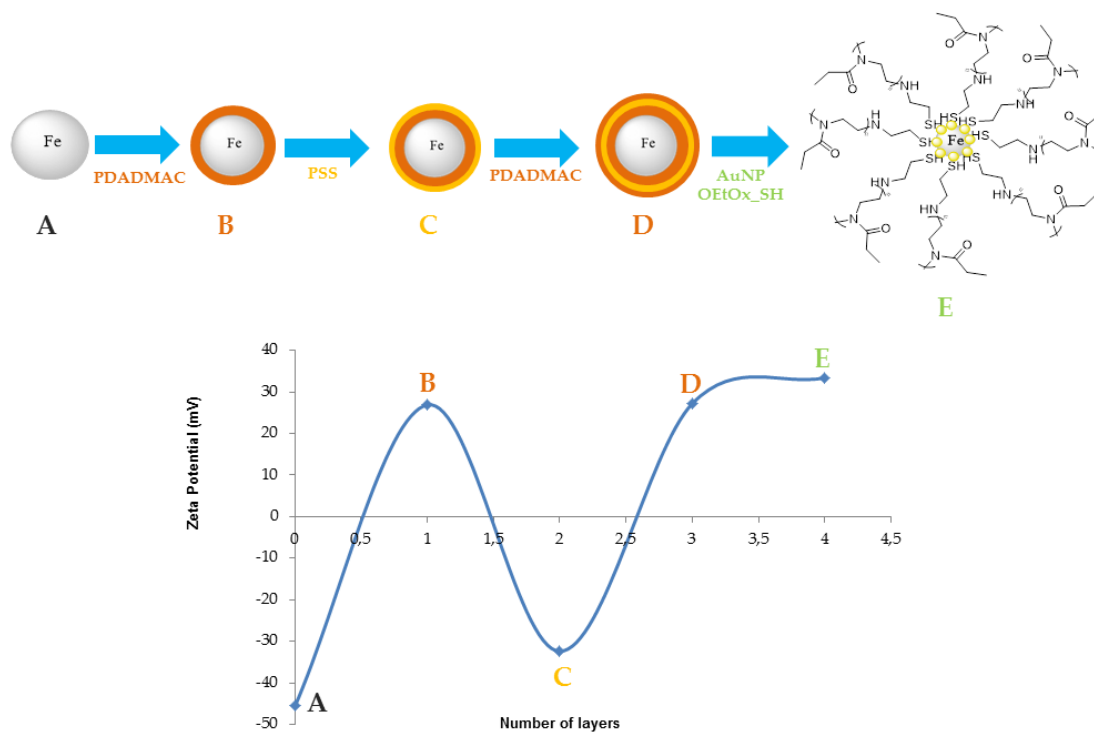 Fe
PDADMAC
A
Fe
PSS
B
Fe
PDADMAC
C
Fe
AuNP
OEtOx_SH
D
N
O
NH
SH
HS
Fe
HN
E
Zeta Potential (mV)
40
30
20
10
0
-10
-20
-30
-40
-50
0
0,5
1
1,5
2
2,5
3
3,5
4
4,5
A
B
C
D
E
Number of layers